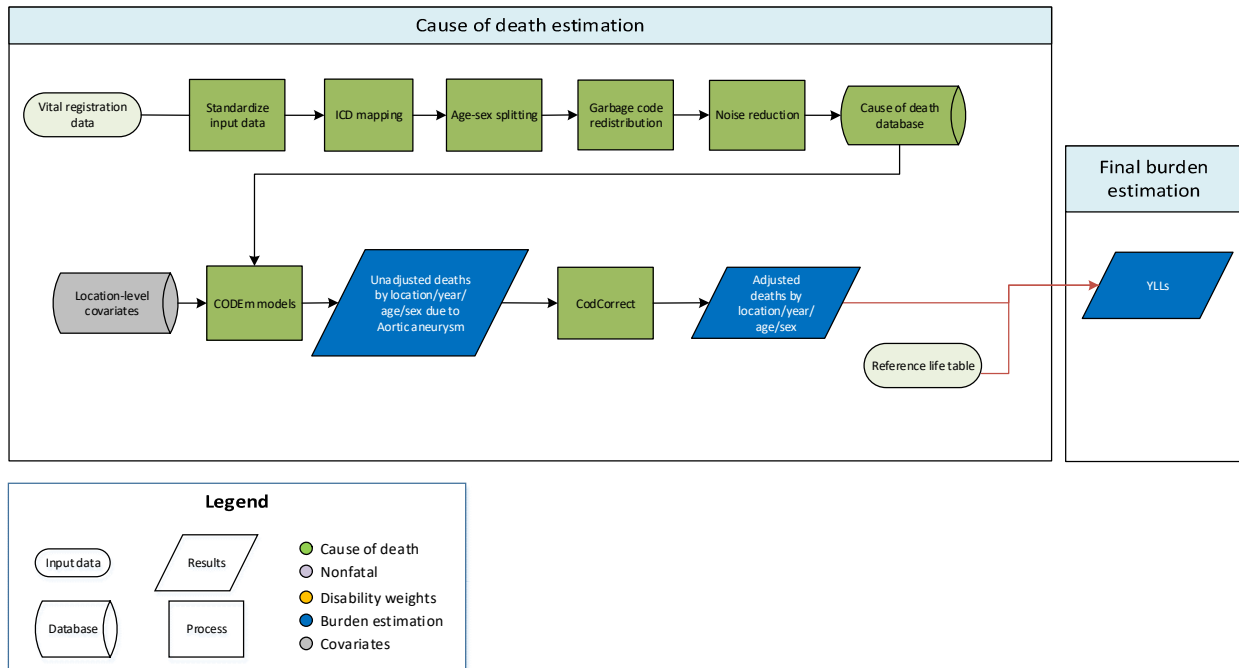 Cause of death estimation
Vital registration
data
Standardize
input data
ICD mapping
Age-sex splitting
Garbage code
redistribution
Noise reduction
Cause of death
database
Final burden
estimation
Location-level
covariates
CODEm models
Unadjusted deaths
by location/year/
age/sex due to
Aortic aneurysm
CodCorrect
Adjusted
deaths by
location/year/
age/sex
YLLs
Reference life table
Legend
Input data
Results
Database
Process
Cause of death
Nonfatal
Disability weights
Burden estimation
Covariates